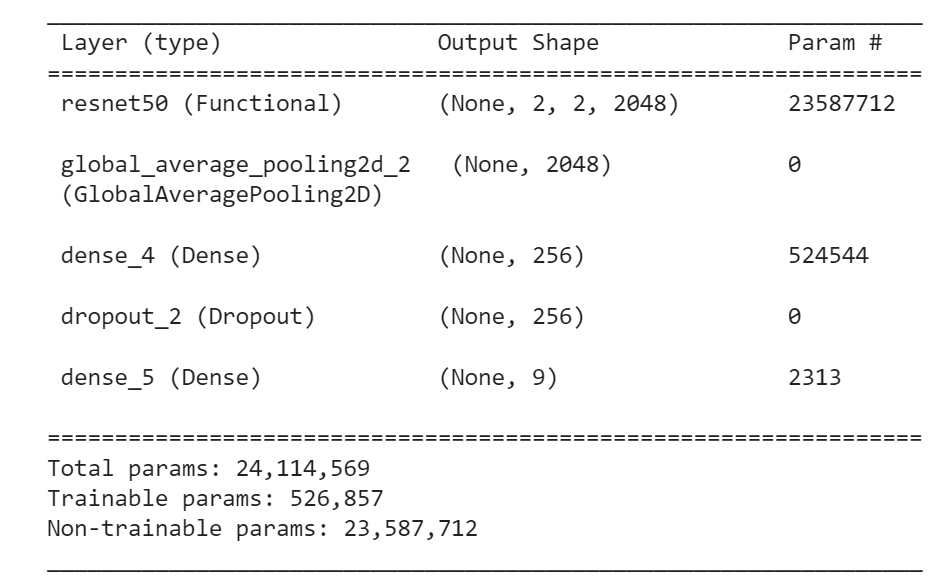 Layer (type) Output Shape Param #
=================================================================
resnet50 (Functional) (None, 2, 2, 2048) 23587712
global_average_pooling2d_2 (None, 2048) 0
(GlobalAveragePooling2D)
dense_4 (Dense) (None, 256) 524544
dropout_2 (Dropout) (None, 256) 0
dense_5 (Dense) (None, 9) 2313
=================================================================
Total params: 24,114,569
Trainable params: 526,857
Non-trainable params: 23,587,712